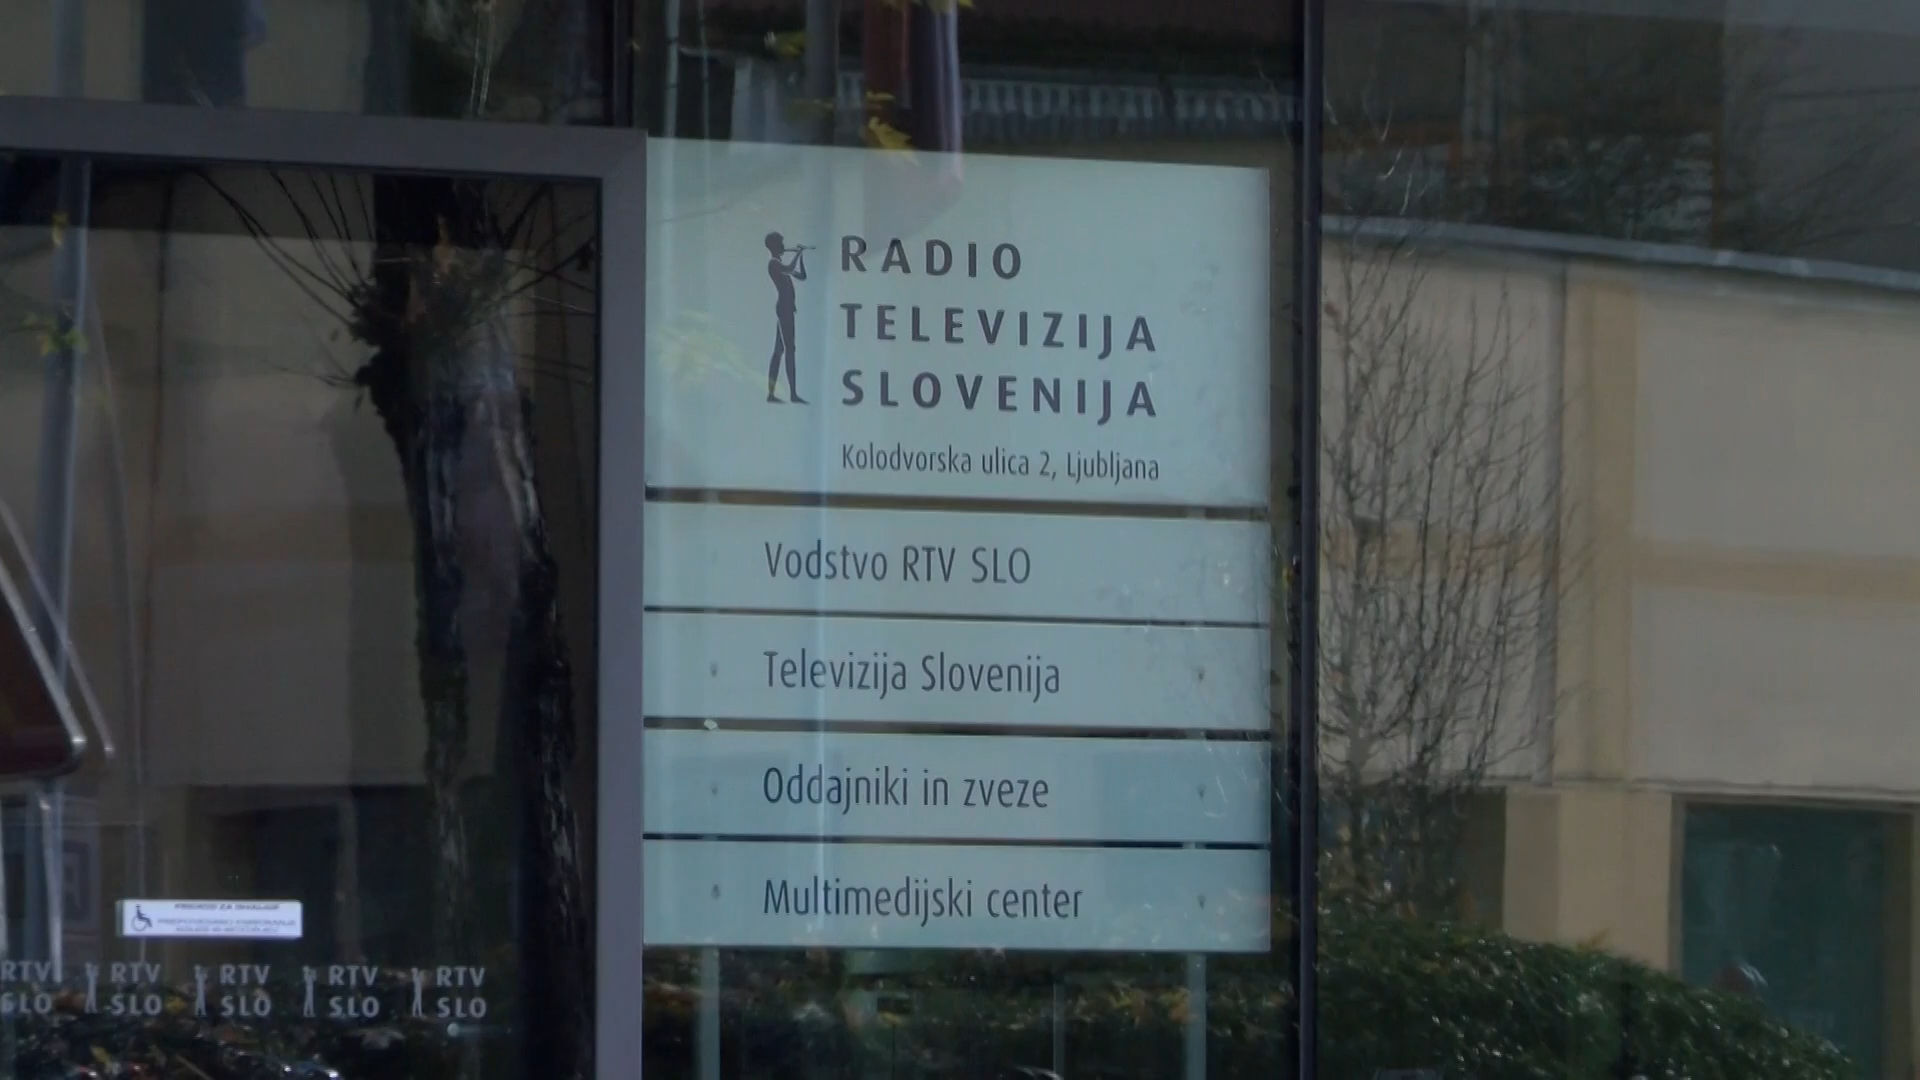 RADIO
TELEVIZIJA
SLOVENIJA
Kolodvorska ulica 2, Ljubljana
Vodstvo RTV SLO
Televizija Slovenija
Oddajniki in zveze
Multimedijski center
RTV RTV RTV RTV RTV
SLO SLO SLO SLO SLO